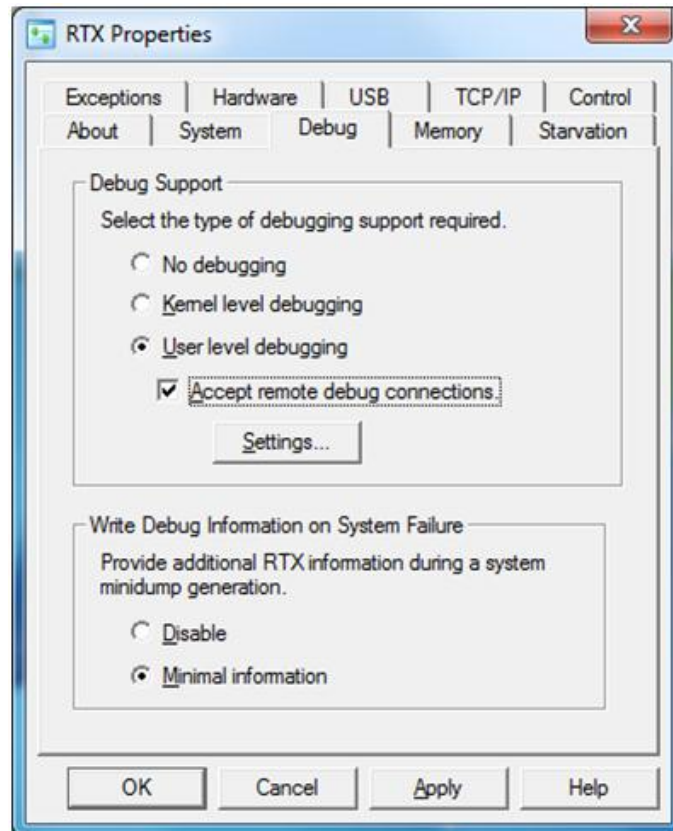 RTX Properties
Exceptions Hardware USB TCP/IP Control
About System Debug Memory Starvation
Debug Support
Select the type of debugging support required.
No debugging
Kernel level debugging
User level debugging
Accept remote debug connections.
Settings...
Write Debug Information on System Failure
Provide additional RTX information during a system
minidump generation.
Disable
Minimal information
OK Cancel Apply Help